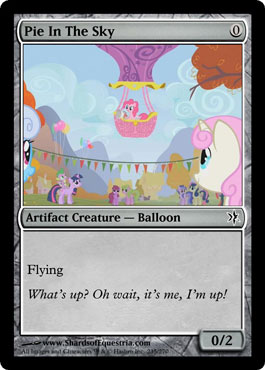 Pie In The Sky 0
Artifact Creature — Balloon
Flying
What's up? Oh wait, it's me, I'm up!
www.ShardsofEquestria.com
0/2